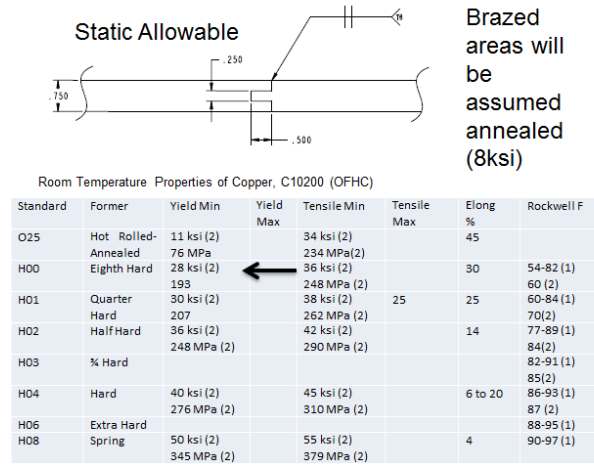 Static Allowable
Brazed
areas will
be
assumed
annealed
(8ksi)
.250
.750
.500
Room Temperature Properties of Copper, C10200 (OFHC)
Standard Former Yield Min Yield Max Tensile Min Tensile Max Elong % Rockwell F
O25 Hot Rolled-Annealed 11 ksi (2) 76 MPa 34 ksi (2) 234 MPa(2) 45
H00 Eighth Hard 28 ksi (2) 193 36 ksi (2) 248 MPa (2) 30 54-82 (1) 60 (2)
H01 Quarter Hard 30 ksi (2) 207 38 ksi (2) 262 MPa (2) 25 25 60-84 (1) 70(2)
H02 Half Hard 36 ksi (2) 248 MPa (2) 42 ksi (2) 290 MPa (2) 14 77-89 (1) 84(2)
H03 ¾ Hard 82-91 (1) 85(2)
H04 Hard 40 ksi (2) 276 MPa (2) 45 ksi (2) 310 MPa (2) 6 to 20 86-93 (1) 87 (2)
H06 Extra Hard 88-95 (1)
H08 Spring 50 ksi (2) 345 MPa (2) 55 ksi (2) 379 MPa (2) 4 90-97 (1)